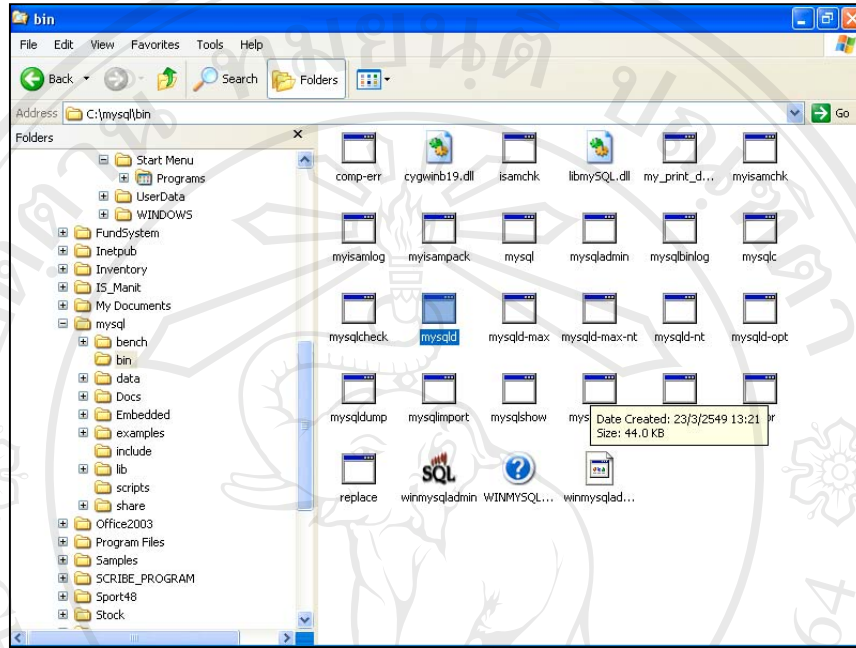 bin
File Edit View Favorites Tools Help
Back Search Folders
Address C:\mysql\bin Go
Folders
Start Menu
Programs
UserData
WINDOWS
FundSystem
Inetpub
Inventory
IS_Manit
My Documents
mysql
bench
bin
data
Docs
Embedded
examples
include
lib
scripts
share
Office2003
Program Files
Samples
SCRIBE_PROGRAM
Sport48
Stock
comp-err cygwinb19.dll isamchk libmySQL.dll my_print_d... myisamchk
myisamlog myisampack mysql mysqladmin mysqlbinlog mysqlc
mysqlcheck mysqld mysqld-max mysqld-max-nt mysqld-nt mysqld-opt
mysqldump mysqlimport mysqlshow
Date Created: 23/3/2549 13:21
Size: 44.0 KB
SQL
replace winmysqladmin WINMYSQL... winmysqlad...